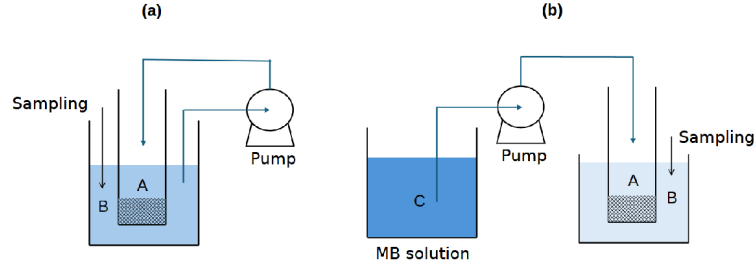 (a)
(b)
Sampling
Pump
A
B
Pump
Sampling
A
B
C
MB solution